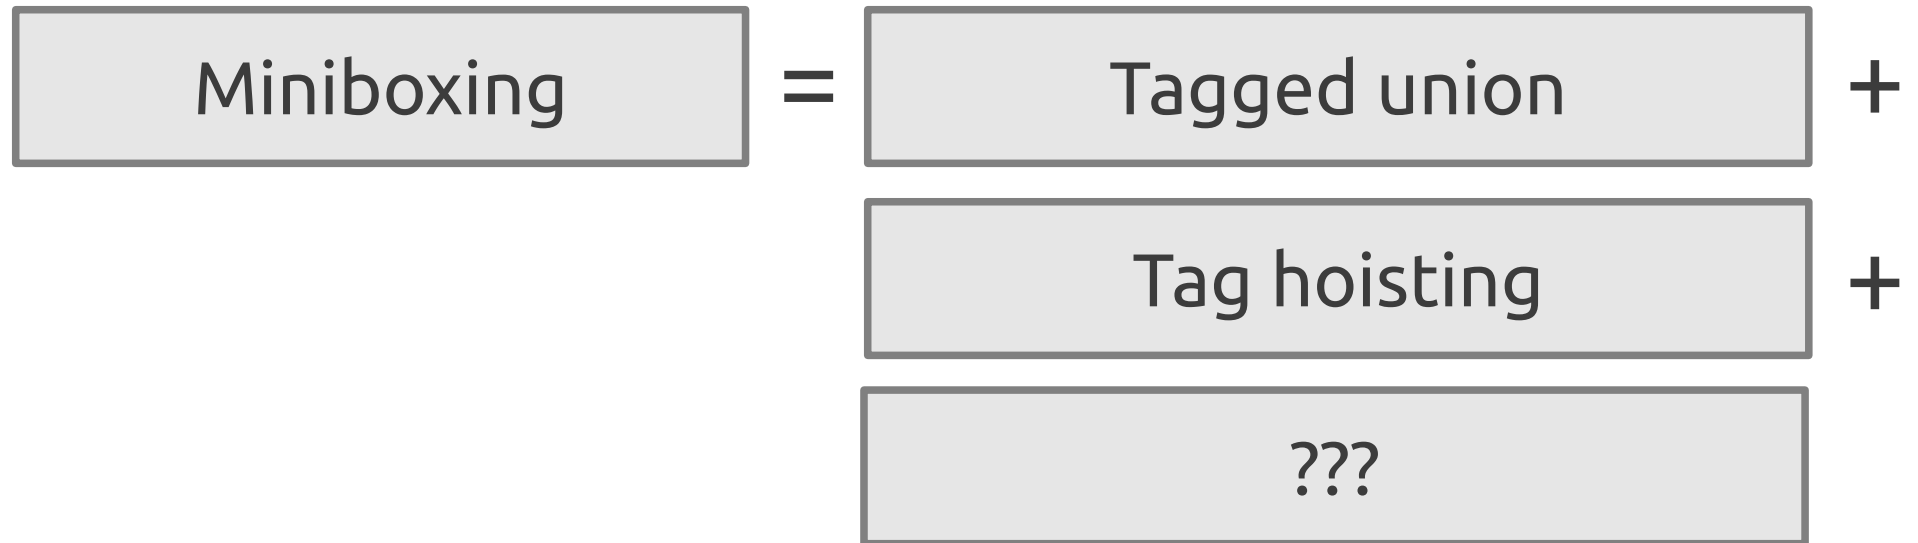 Miniboxing = Tagged union +
Tag hoisting +
???